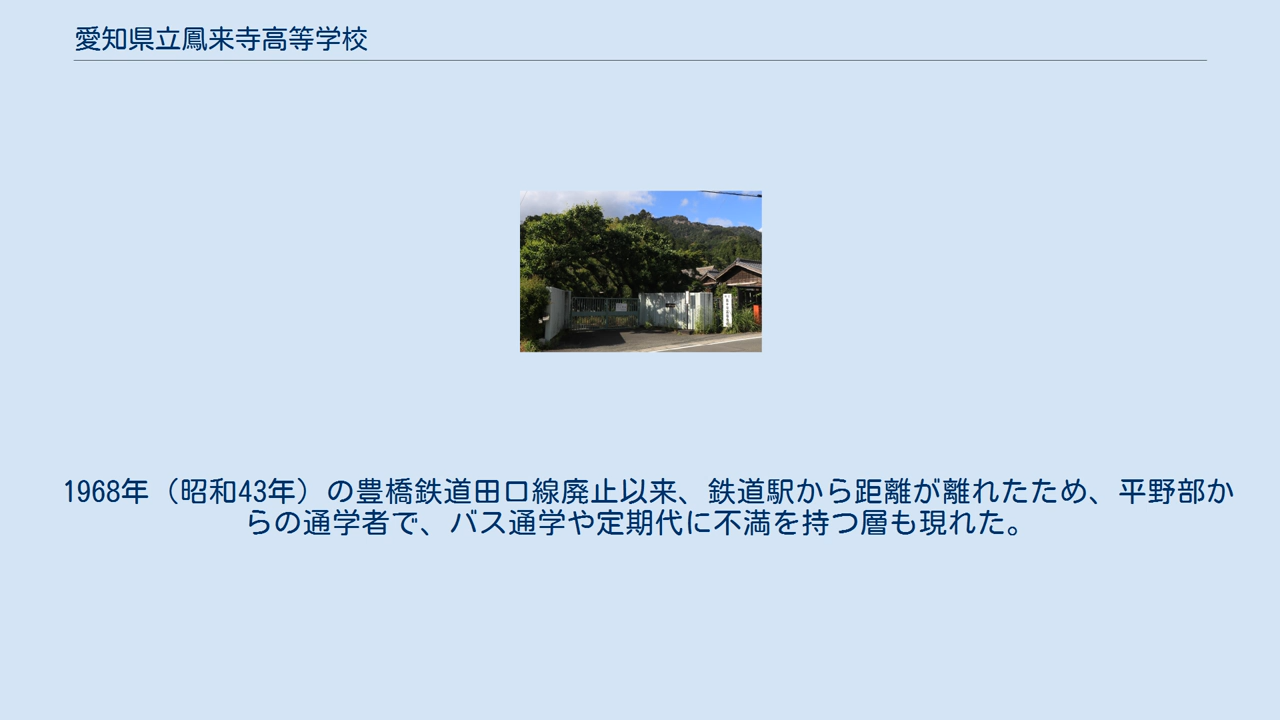 愛知県立鳳来寺高等学校
1968年（昭和43年）の豊橋鉄道田口線廃止以来、鉄道駅から距離が離れたため、平野部か
らの通学者で、バス通学や定期代に不満を持つ層も現れた。